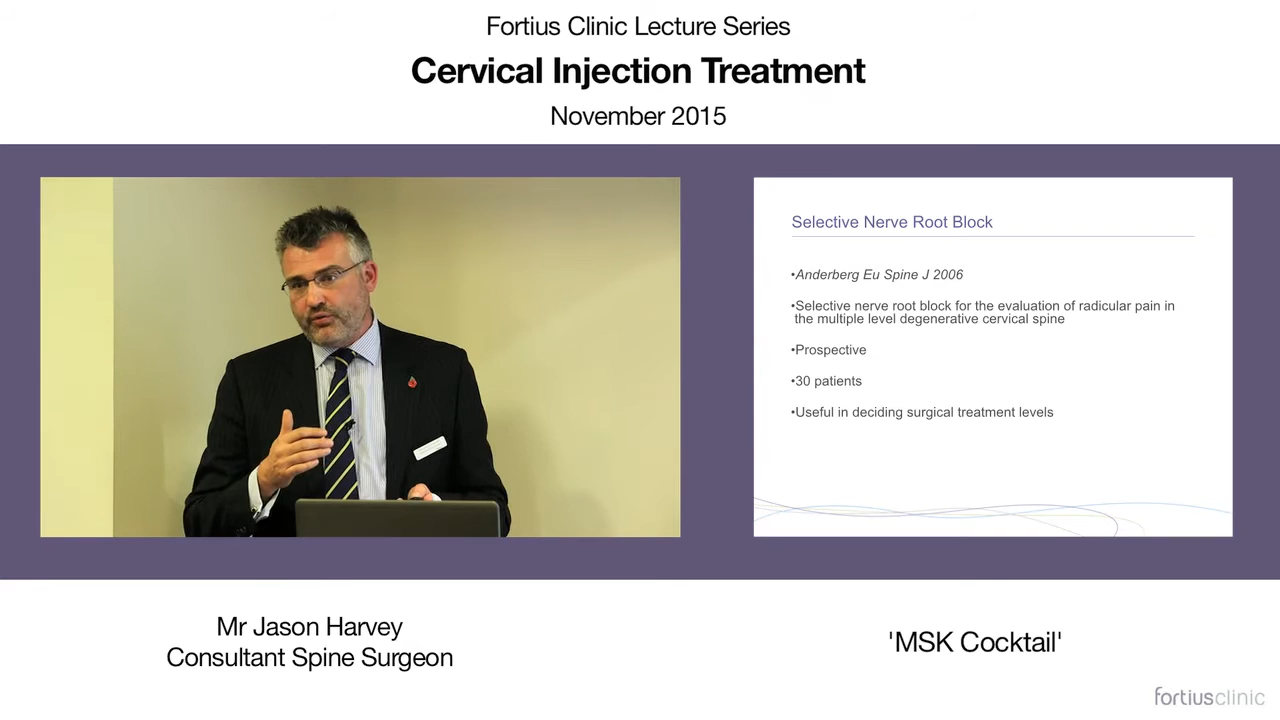 Fortius Clinic Lecture Series
Cervical Injection Treatment
November 2015
Selective Nerve Root Block
•Anderberg Eu Spine J 2006
•Selective nerve root block for the evaluation of radicular pain in
the multiple level degenerative cervical spine
•Prospective
•30 patients
•Useful in deciding surgical treatment levels
Mr Jason Harvey
Consultant Spine Surgeon
'MSK Cocktail'
fortiusclinic